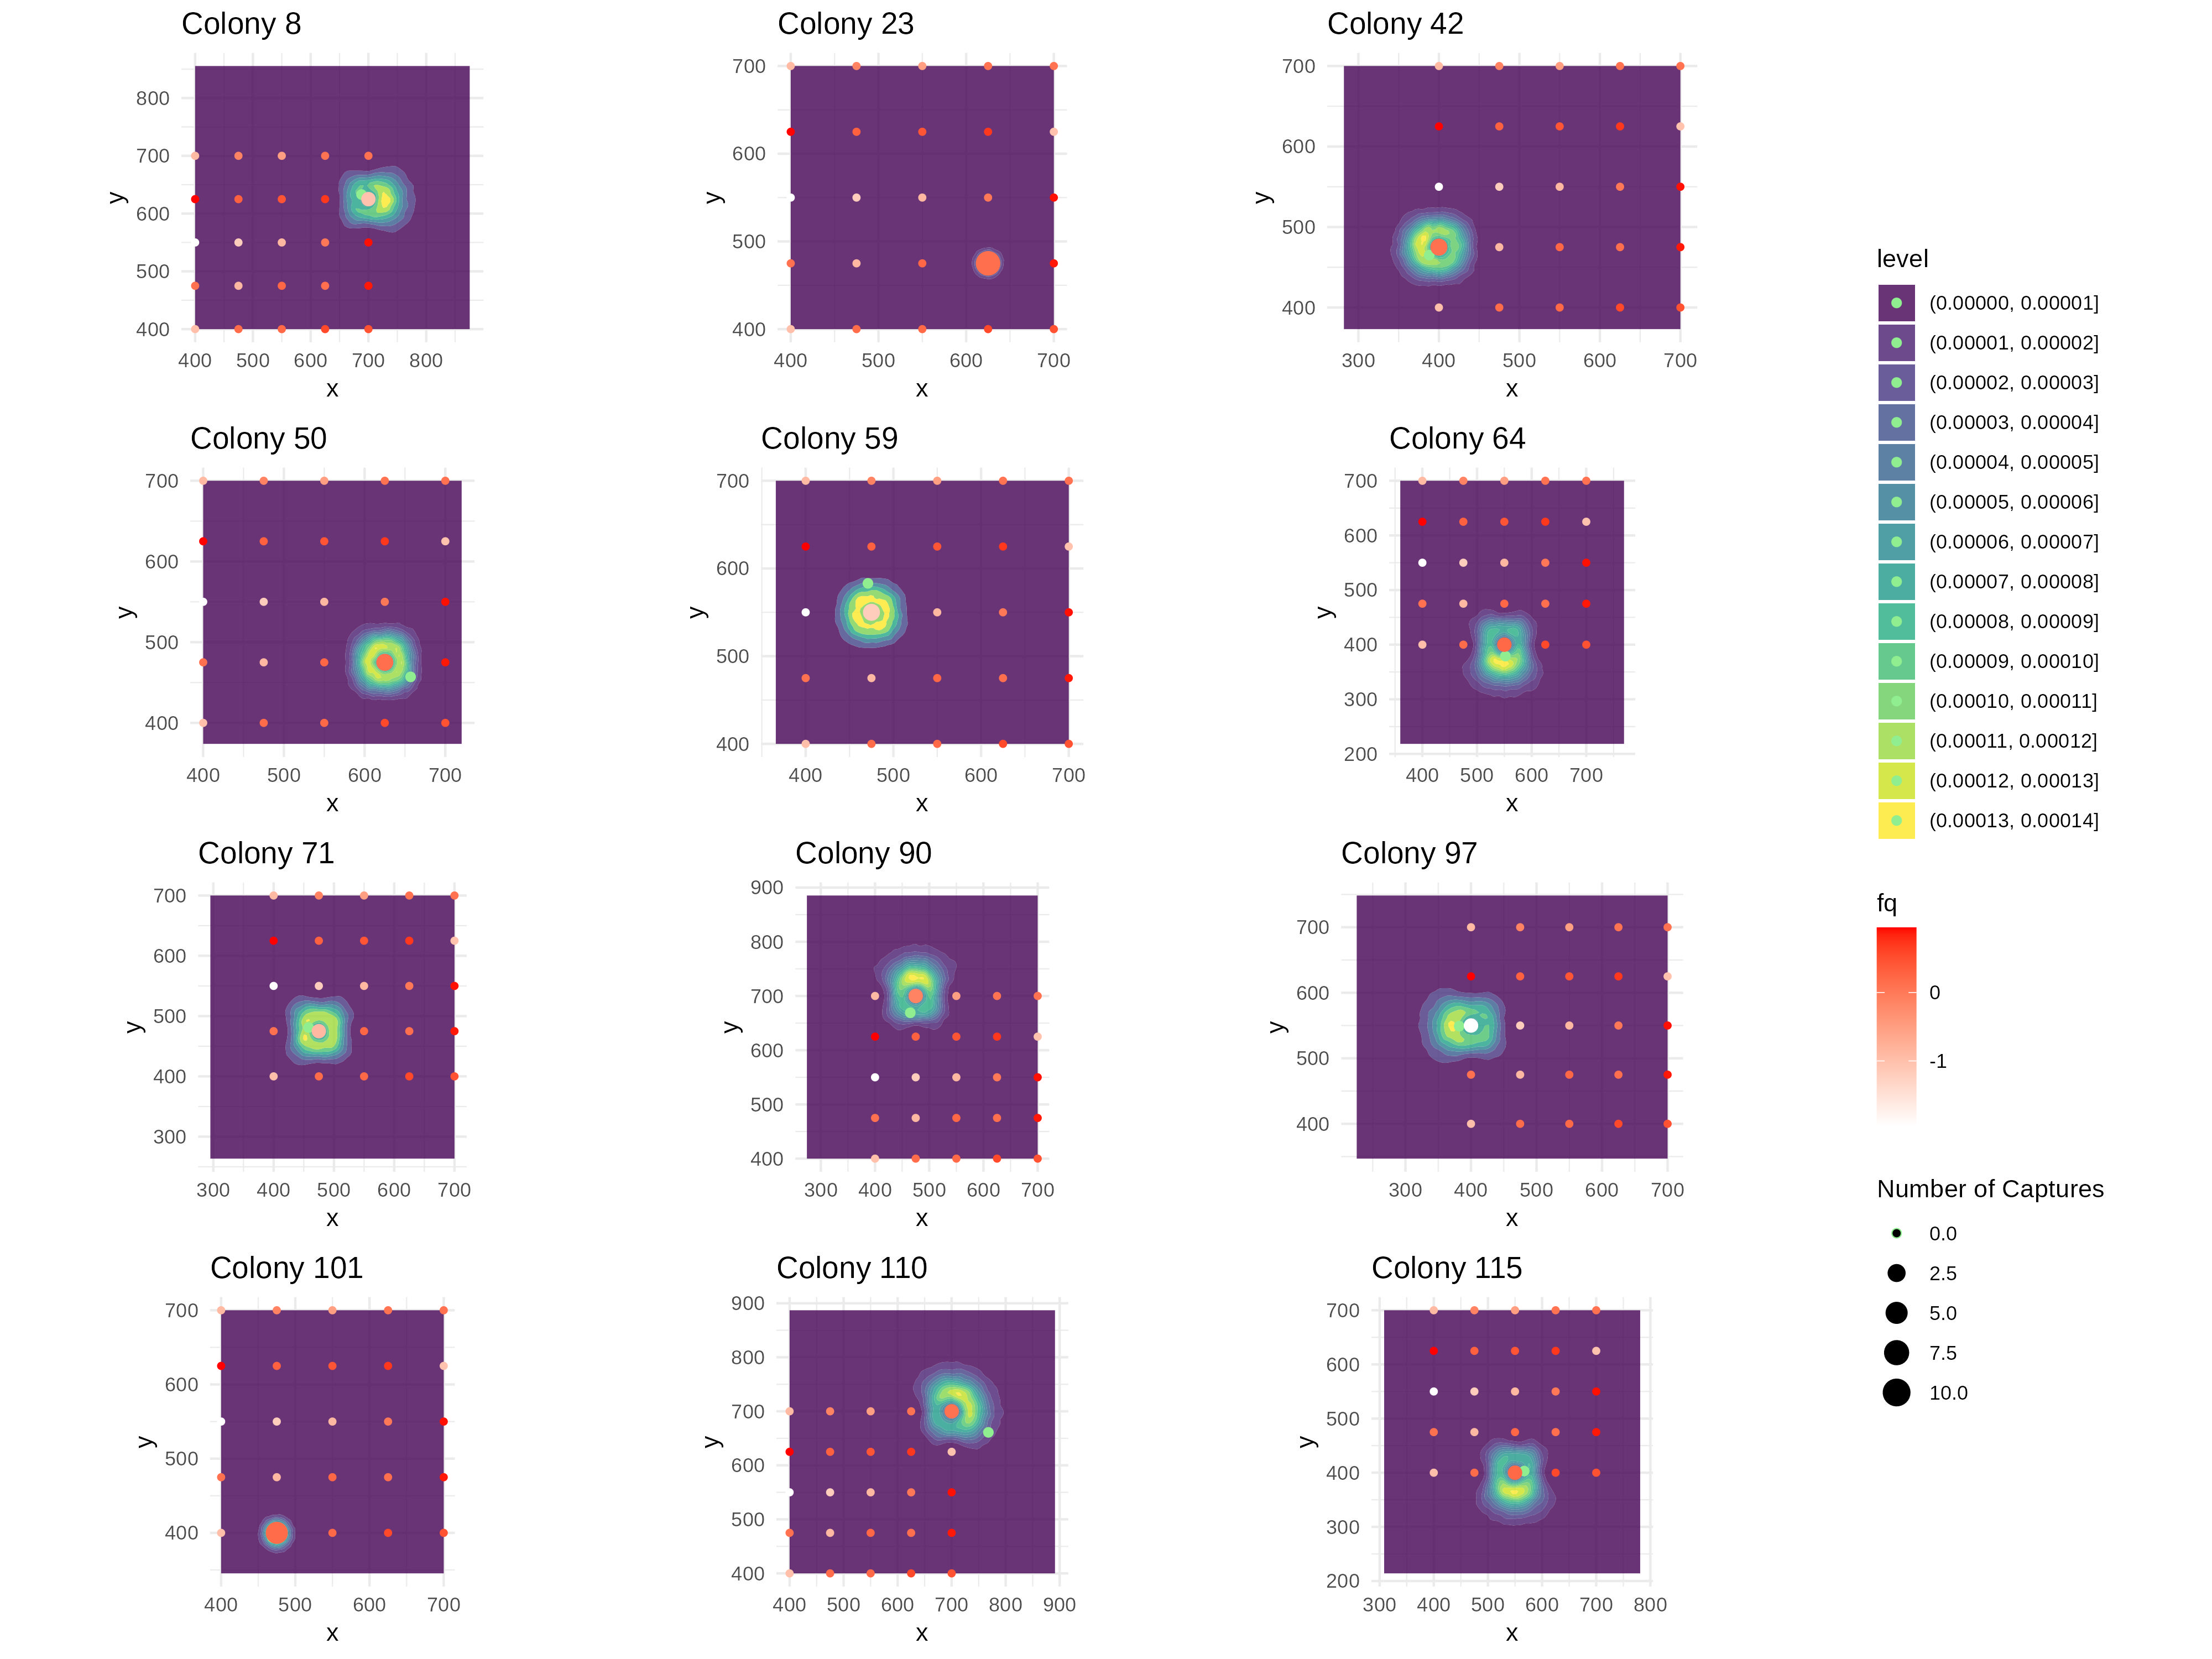 Colony 8
Colony 23
Colony 42
800
700
600
500
400
y
400 500 600 700 800
x
700
600
500
400
y
400 500 600 700
x
700
600
500
400
y
300 400 500 600 700
x
Colony 50
Colony 59
Colony 64
700
600
500
400
y
400 500 600 700
x
700
600
500
400
y
400 500 600 700
x
700
600
500
400
300
200
y
400 500 600 700
x
Colony 71
Colony 90
Colony 97
700
600
500
400
300
y
300 400 500 600 700
x
900
800
700
600
500
400
y
300 400 500 600 700
x
700
600
500
400
y
300 400 500 600 700
x
Colony 101
Colony 110
Colony 115
700
600
500
400
y
400 500 600 700
x
900
800
700
600
500
400
y
400 500 600 700 800 900
x
700
600
500
400
300
200
y
300 400 500 600 700 800
x
level
(0.00000, 0.00001]
(0.00001, 0.00002]
(0.00002, 0.00003]
(0.00003, 0.00004]
(0.00004, 0.00005]
(0.00005, 0.00006]
(0.00006, 0.00007]
(0.00007, 0.00008]
(0.00008, 0.00009]
(0.00009, 0.00010]
(0.00010, 0.00011]
(0.00011, 0.00012]
(0.00012, 0.00013]
(0.00013, 0.00014]
fq
0
-1
Number of Captures
0.0
2.5
5.0
7.5
10.0